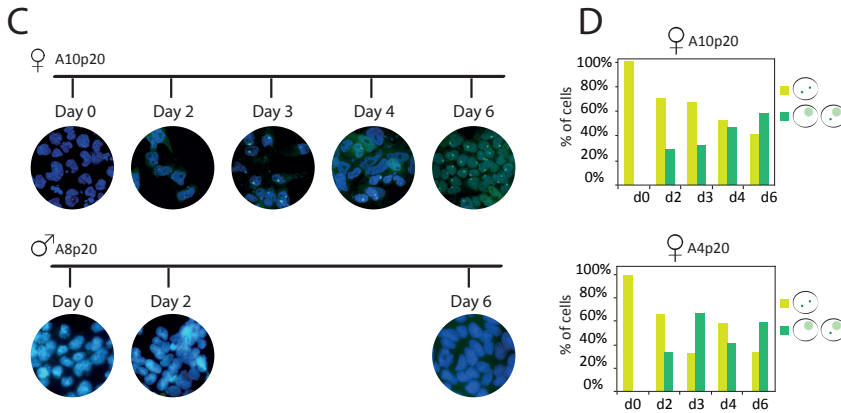 C
♀ A10p20
Day 0 Day 2 Day 3 Day 4 Day 6
♂ A8p20
Day 0 Day 2 Day 6
D
♀ A10p20
% of cells
100%
80%
60%
40%
20%
0%
d0 d2 d3 d4 d6
♀ A4p20
% of cells
100%
80%
60%
40%
20%
0%
d0 d2 d3 d4 d6